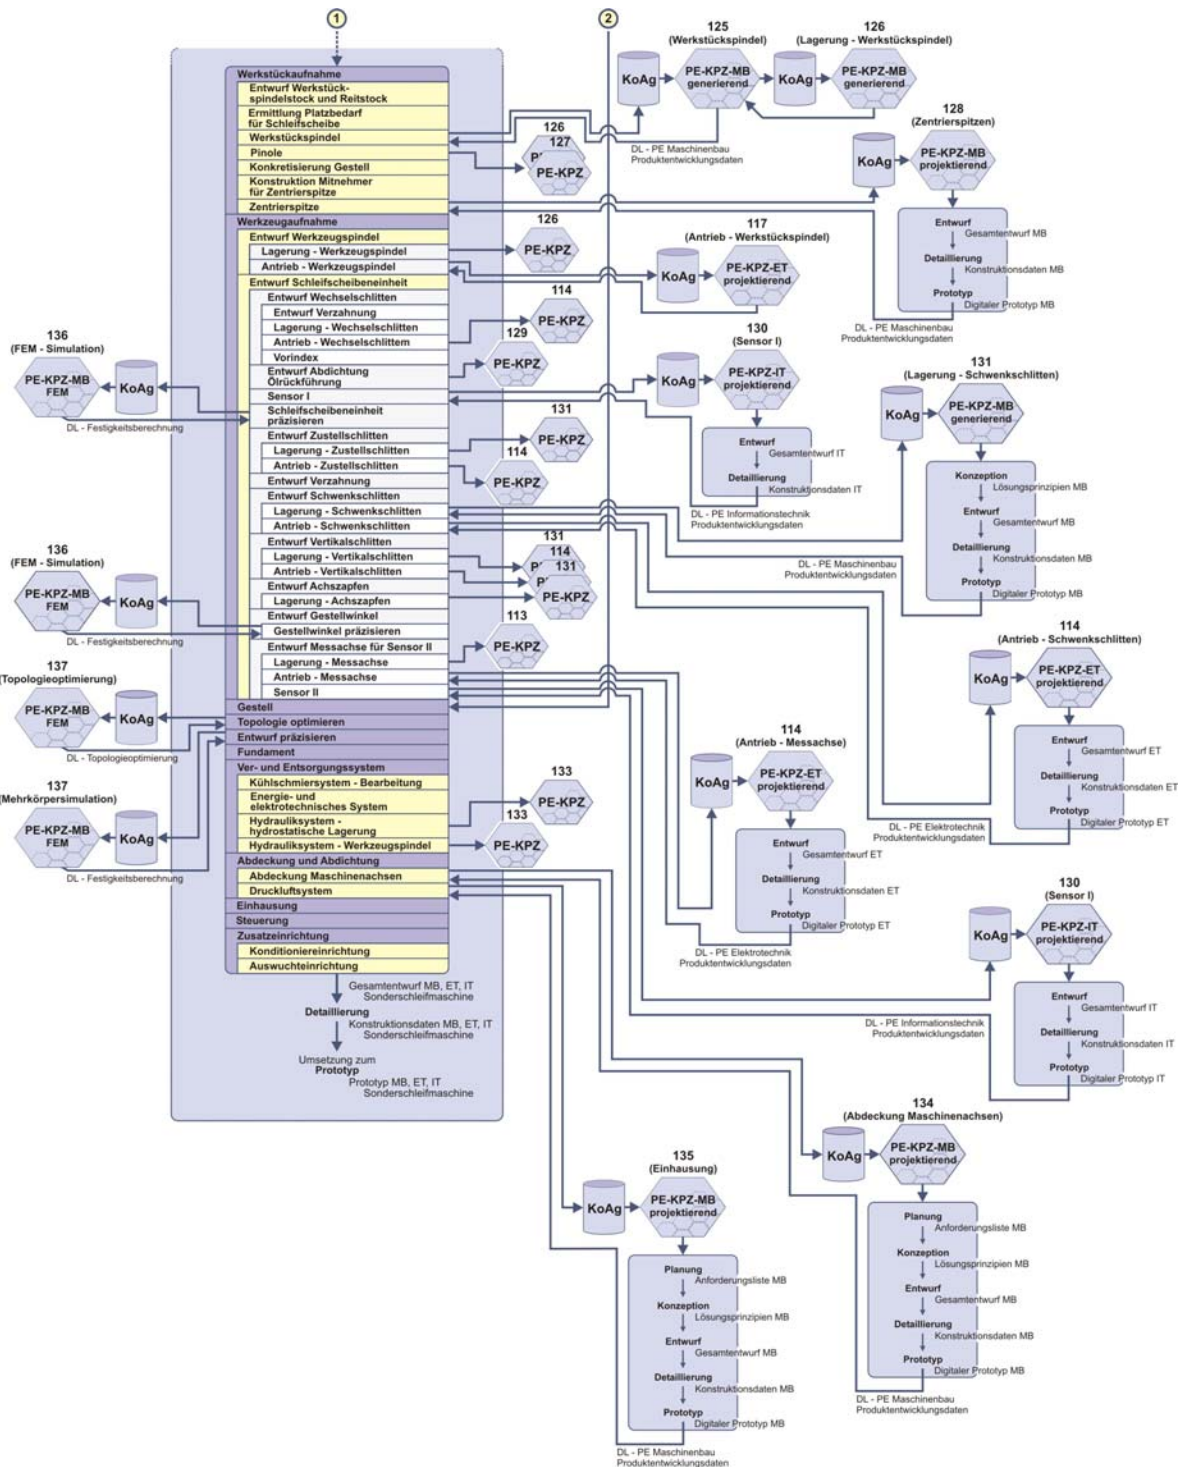 1
2
Werkstückaufnahme
Entwurf Werkstück-
spindelstock und Reitstock
Ermittlung Platzbedarf
für Schleifscheibe
Werkstückspindel
Pinole
Konkretisierung Gestell
Konstruktion Mitnehmer
für Zentrierspitze
Zentrierspitze
Werkzeugaufnahme
Entwurf Werkzeugspindel
Lagerung - Werkzeugspindel
Antrieb - Werkzeugspindel
Entwurf Schleifscheibeneinheit
Entwurf Wechselschlitten
Entwurf Verzahnung
Lagerung - Wechselschlitten
Antrieb - Wechselschlittem
Vorindex
Entwurf Abdichtung
Ölrückführung
Sensor I
Schleifscheibeneinheit
präzisieren
Entwurf Zustellschlitten
Lagerung - Zustellschlitten
Antrieb - Zustellschlitten
Entwurf Verzahnung
Entwurf Schwenkschlitten
Lagerung - Schwenkschlitten
Antrieb - Schwenkschlitten
Entwurf Vertikalschlitten
Lagerung - Vertikalschlitten
Antrieb - Vertikalschlitten
Entwurf Achszapfen
Lagerung - Achszapfen
Entwurf Gestellwinkel
Gestellwinkel präzisieren
Entwurf Messachse für Sensor II
Lagerung - Messachse
Antrieb - Messachse
Sensor II
Gestell
Topologie optimieren
Entwurf präzisieren
Fundament
Ver- und Entsorgungssystem
Kühlschmiersystem - Bearbeitung
Energie- und
elektrotechnisches System
Hydrauliksystem -
hydrostatische Lagerung
Hydrauliksystem - Werkzeugspindel
Abdeckung und Abdichtung
Abdeckung Maschinenachsen
Druckluftsystem
Einhausung
Steuerung
Zusatzeinrichtung
Konditioniereinrichtung
Auswuchteinrichtung
Gesamtentwurf MB, ET, IT
Sonderschleifmaschine
Detaillierung
Konstruktionsdaten MB, ET, IT
Sonderschleifmaschine
Umsetzung zum
Prototyp
Prototyp MB, ET, IT
Sonderschleifmaschine
136
(FEM - Simulation)
PE-KPZ-MB
FEM
KoAg
DL - Festigkeitsberechnung
136
(FEM - Simulation)
PE-KPZ-MB
FEM
KoAg
DL - Festigkeitsberechnung
137
(Topologieoptimierung)
PE-KPZ-MB
FEM
KoAg
DL - Topologieoptimierung
137
(Mehrkörpersimulation)
PE-KPZ-MB
FEM
KoAg
DL - Festigkeitsberechnung
126
127
PE-KPZ
126
PE-KPZ
114
PE-KPZ
129
PE-KPZ
131
PE-KPZ
114
PE-KPZ
131
114
131
PE-KPZ
113
PE-KPZ
133
PE-KPZ
133
PE-KPZ
125
(Werkstückspindel)
KoAg
PE-KPZ-MB
generierend
126
(Lagerung - Werkstückspindel)
KoAg
PE-KPZ-MB
generierend
DL - PE Maschinenbau
Produktentwicklungsdaten
128
(Zentrierspitzen)
KoAg
PE-KPZ-MB
projektierend
Entwurf
Gesamtentwurf MB
Detaillierung
Konstruktionsdaten MB
Prototyp
Digitaler Prototyp MB
DL - PE Maschinenbau
Produktentwicklungsdaten
117
(Antrieb - Werkstückspindel)
KoAg
PE-KPZ-ET
projektierend
130
(Sensor I)
KoAg
PE-KPZ-IT
projektierend
Entwurf
Gesamtentwurf IT
Detaillierung
Konstruktionsdaten IT
DL - PE Informationstechnik
Produktentwicklungsdaten
131
(Lagerung - Schwenkschlitten)
KoAg
PE-KPZ-MB
generierend
Konzeption
Lösungsprinzipien MB
Entwurf
Gesamtentwurf MB
Detaillierung
Konstruktionsdaten MB
Prototyp
Digitaler Prototyp MB
DL - PE Maschinenbau
Produktentwicklungsdaten
114
(Antrieb - Schwenkschlitten)
KoAg
PE-KPZ-ET
projektierend
Entwurf
Gesamtentwurf ET
Detaillierung
Konstruktionsdaten ET
Prototyp
Digitaler Prototyp ET
DL - PE Elektrotechnik
Produktentwicklungsdaten
114
(Antrieb - Messachse)
KoAg
PE-KPZ-ET
projektierend
Entwurf
Gesamtentwurf ET
Detaillierung
Konstruktionsdaten ET
Prototyp
Digitaler Prototyp ET
DL - PE Elektrotechnik
Produktentwicklungsdaten
130
(Sensor I)
KoAg
PE-KPZ-IT
projektierend
Entwurf
Gesamtentwurf IT
Detaillierung
Konstruktionsdaten IT
Prototyp
Digitaler Prototyp IT
DL - PE Informationstechnik
Produktentwicklungsdaten
134
(Abdeckung Maschinenachsen)
KoAg
PE-KPZ-MB
projektierend
Planung
Anforderungsliste MB
Konzeption
Lösungsprinzipien MB
Entwurf
Gesamtentwurf MB
Detaillierung
Konstruktionsdaten MB
Prototyp
Digitaler Prototyp MB
DL - PE Maschinenbau
Produktentwicklungsdaten
135
(Einhausung)
KoAg
PE-KPZ-MB
projektierend
Planung
Anforderungsliste MB
Konzeption
Lösungsprinzipien MB
Entwurf
Gesamtentwurf MB
Detaillierung
Konstruktionsdaten MB
Prototyp
Digitaler Prototyp MB
DL - PE Maschinenbau
Produktentwicklungsdaten